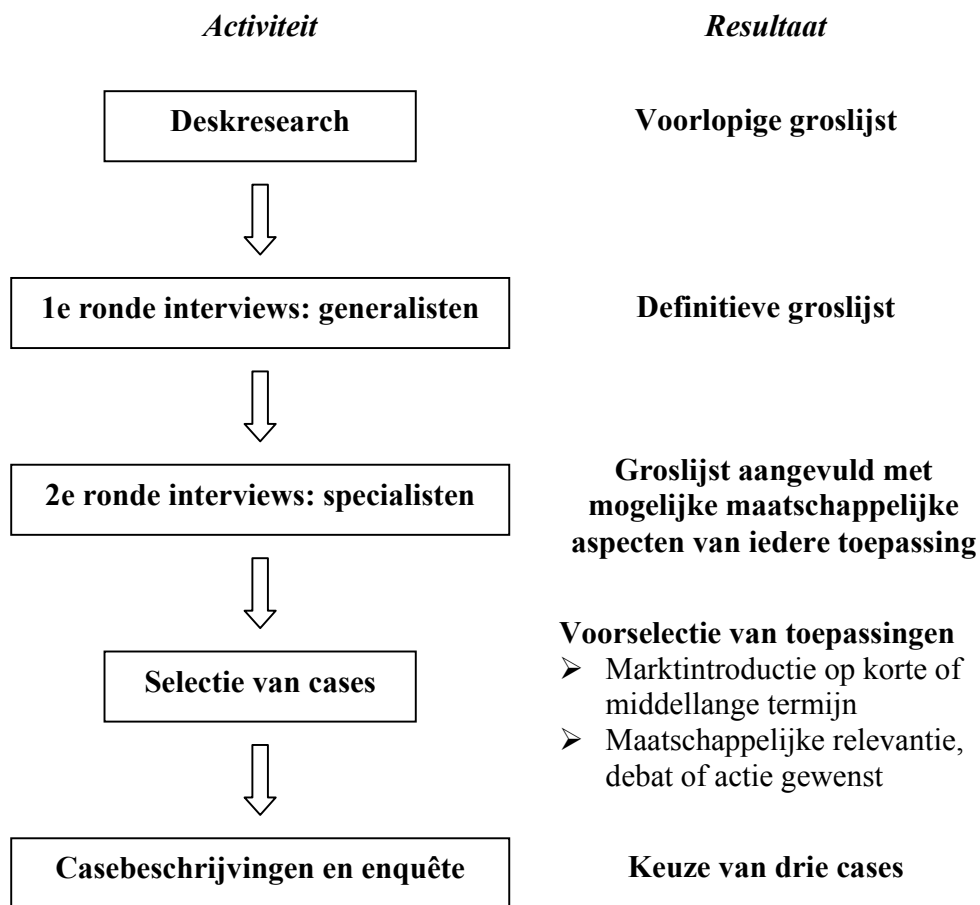 Activiteit
Resultaat
Deskresearch
Voorlopige groslijst
1e ronde interviews: generalisten
Definitieve groslijst
2e ronde interviews: specialisten
Groslijst aangevuld met
mogelijke maatschappelijke
aspecten van iedere toepassing
Selectie van cases
Voorselectie van toepassingen
➢ Marktintroductie op korte of
middellange termijn
➢ Maatschappelijke relevantie,
debat of actie gewenst
Casebeschrijvingen en enquête
Keuze van drie cases